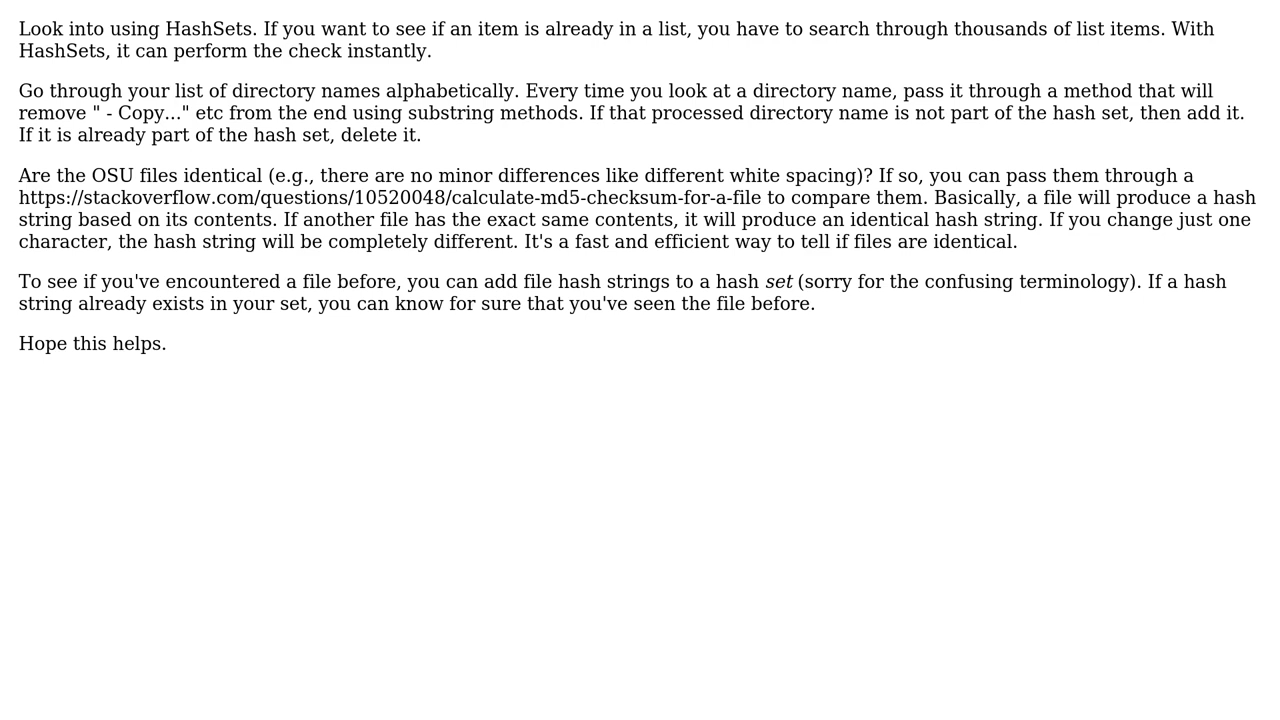 Look into using HashSets. If you want to see if an item is already in a list, you have to search through thousands of list items. With
HashSets, it can perform the check instantly.
Go through your list of directory names alphabetically. Every time you look at a directory name, pass it through a method that will
remove " - Copy..." etc from the end using substring methods. If that processed directory name is not part of the hash set, then add it.
If it is already part of the hash set, delete it.
Are the OSU files identical (e.g., there are no minor differences like different white spacing)? If so, you can pass them through a
https://stackoverflow.com/questions/10520048/calculate-md5-checksum-for-a-file to compare them. Basically, a file will produce a hash
string based on its contents. If another file has the exact same contents, it will produce an identical hash string. If you change just one
character, the hash string will be completely different. It's a fast and efficient way to tell if files are identical.
To see if you've encountered a file before, you can add file hash strings to a hash set (sorry for the confusing terminology). If a hash
string already exists in your set, you can know for sure that you've seen the file before.
Hope this helps.